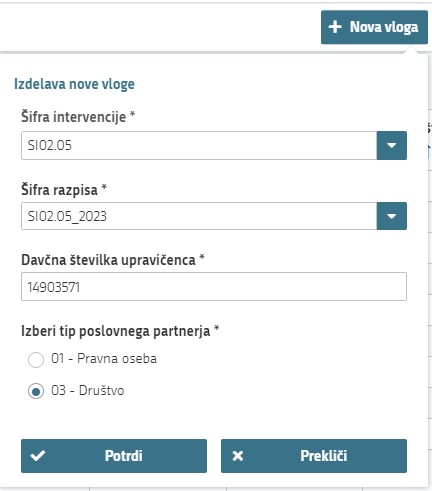 Nova vloga
Izdelava nove vloge
Šifra intervencije *
SI02.05
Šifra razpisa *
SI02.05_2023
Davčna številka upravičenca *
14903571
Izberi tip poslovnega partnerja *
01 - Pravna oseba
03 - Društvo
Potrdi
Prekliči